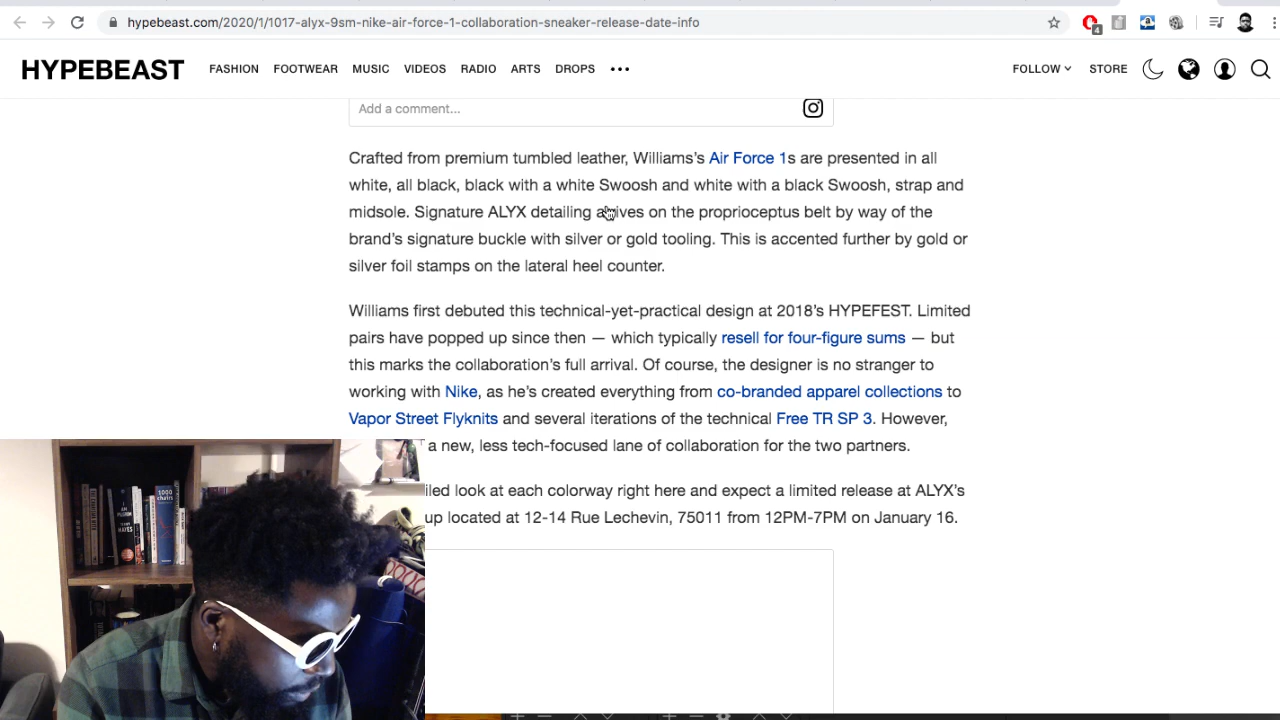 hypebeast.com/2020/1/1017-alyx-9sm-nike-air-force-1-collaboration-sneaker-release-date-info
4
HYPEBEAST FASHION FOOTWEAR MUSIC VIDEOS RADIO ARTS DROPS ••• FOLLOW STORE
Add a comment...
Crafted from premium tumbled leather, Williams's Air Force 1s are presented in all
white, all black, black with a white Swoosh and white with a black Swoosh, strap and
midsole. Signature ALYX detailing arrives on the proprioceptus belt by way of the
brand's signature buckle with silver or gold tooling. This is accented further by gold or
silver foil stamps on the lateral heel counter.
Williams first debuted this technical-yet-practical design at 2018's HYPEFEST. Limited
pairs have popped up since then — which typically resell for four-figure sums — but
this marks the collaboration's full arrival. Of course, the designer is no stranger to
working with Nike, as he's created everything from co-branded apparel collections to
Vapor Street Flyknits and several iterations of the technical Free TR SP 3. However,
a new, less tech-focused lane of collaboration for the two partners.
iled look at each colorway right here and expect a limited release at ALYX's
up located at 12-14 Rue Lechevin, 75011 from 12PM-7PM on January 16.
1000
chairs